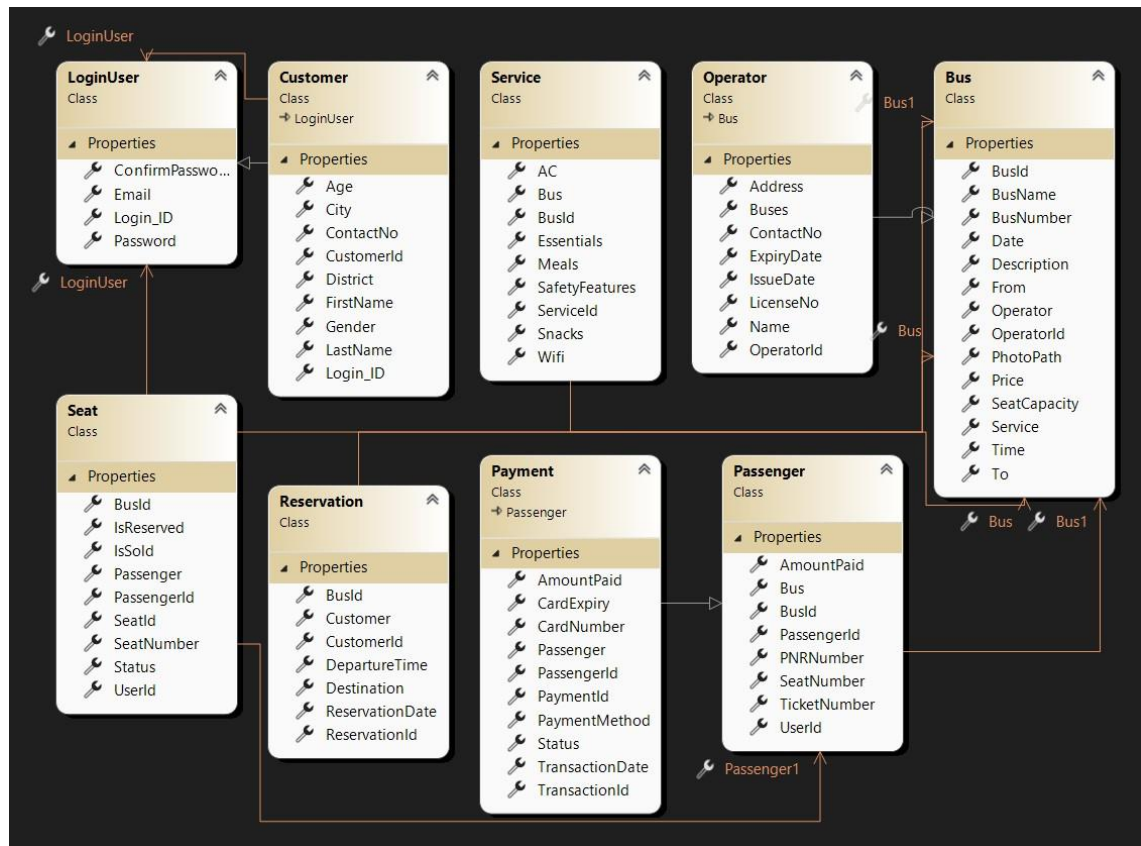 LoginUser
LoginUser
Class
Properties
ConfirmPasswo...
Email
Login_ID
Password
LoginUser
Customer
Class
LoginUser
Properties
Age
City
ContactNo
CustomerId
District
FirstName
Gender
LastName
Login_ID
Service
Class
Properties
AC
Bus
BusId
Essentials
Meals
SafetyFeatures
ServiceId
Snacks
Wifi
Operator
Class
Bus
Properties
Address
Buses
ContactNo
ExpiryDate
IssueDate
LicenseNo
Name
OperatorId
Bus1
Bus
Bus
Class
Properties
BusId
BusName
BusNumber
Date
Description
From
Operator
OperatorId
PhotoPath
Price
SeatCapacity
Service
Time
To
Bus
Bus1
Seat
Class
Properties
BusId
IsReserved
IsSold
Passenger
PassengerId
SeatId
SeatNumber
Status
UserId
Reservation
Class
Properties
BusId
Customer
CustomerId
DepartureTime
Destination
ReservationDate
ReservationId
Payment
Class
Passenger
Properties
AmountPaid
CardExpiry
CardNumber
Passenger
PassengerId
PaymentId
PaymentMethod
Status
TransactionDate
TransactionId
Passenger
Class
Properties
AmountPaid
Bus
BusId
PassengerId
PNRNumber
SeatNumber
TicketNumber
UserId
Passenger1